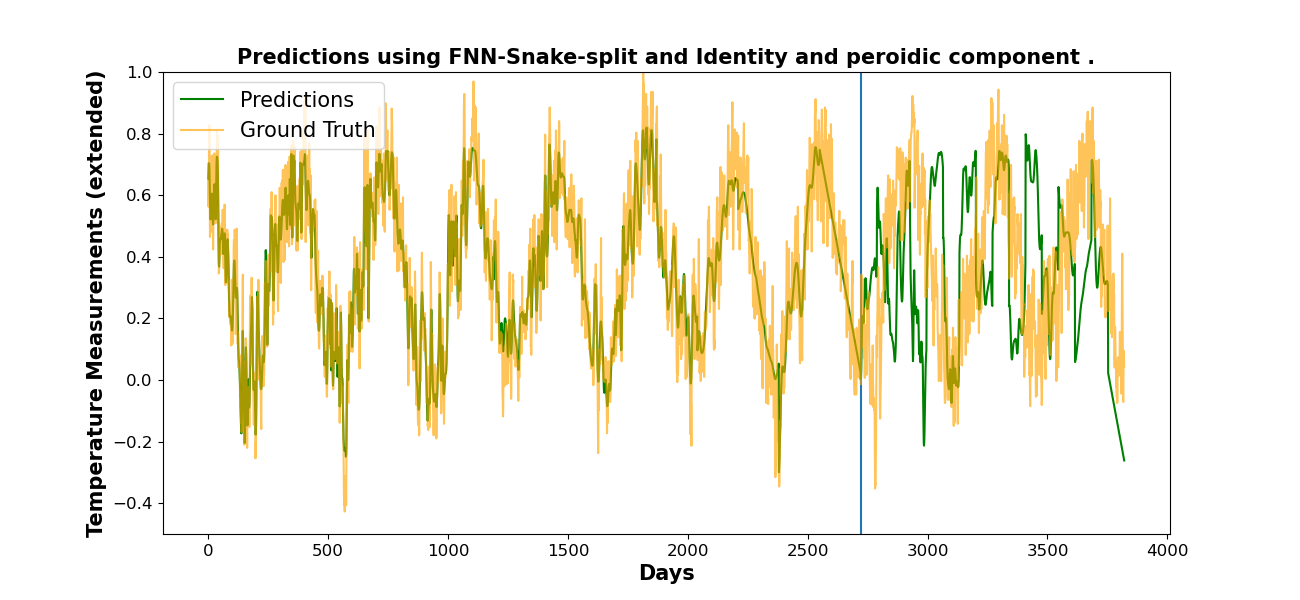 Predictions using FNN-Snake-split and Identity and peroidic component .
Temperature Measurements (extended)
1.0
0.8
0.6
0.4
0.2
0.0
−0.2
−0.4
Predictions
Ground Truth
0 500 1000 1500 2000 2500 3000 3500 4000
Days